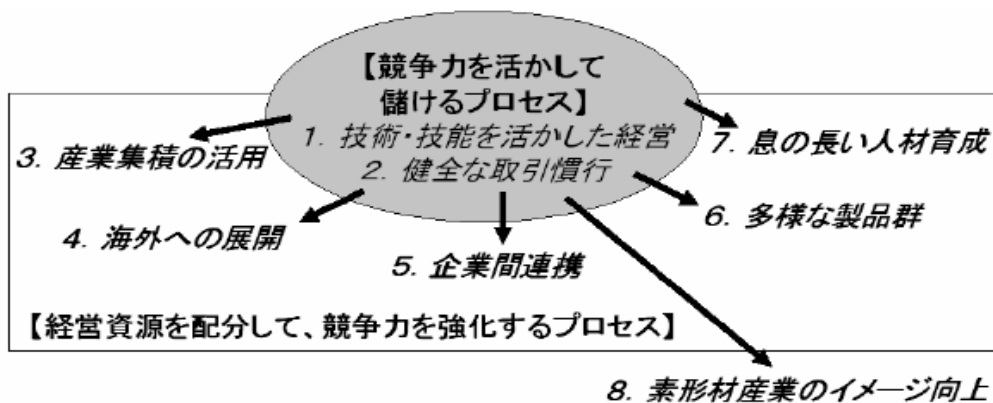 【競争力を活かして
儲けるプロセス】
1. 技術・技能を活かした経営
2. 健全な取引慣行
3. 産業集積の活用
4. 海外への展開
5. 企業間連携
6. 多様な製品群
7. 息の長い人材育成
【経営資源を配分して、競争力を強化するプロセス】
8. 素形材産業のイメージ向上